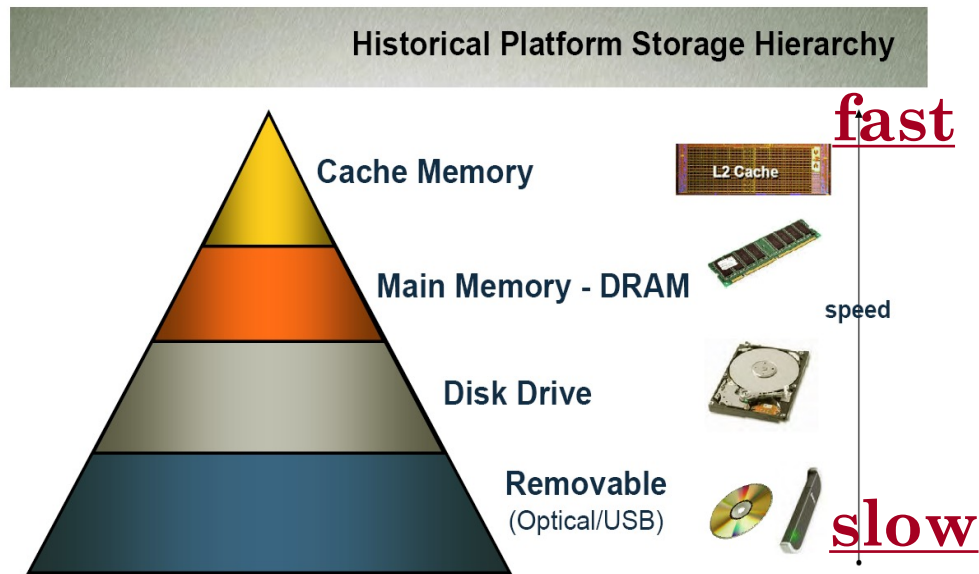 Historical Platform Storage Hierarchy
fast
Cache Memory
L2 Cache
Main Memory - DRAM
speed
Disk Drive
Removable
(Optical/USB)
slow